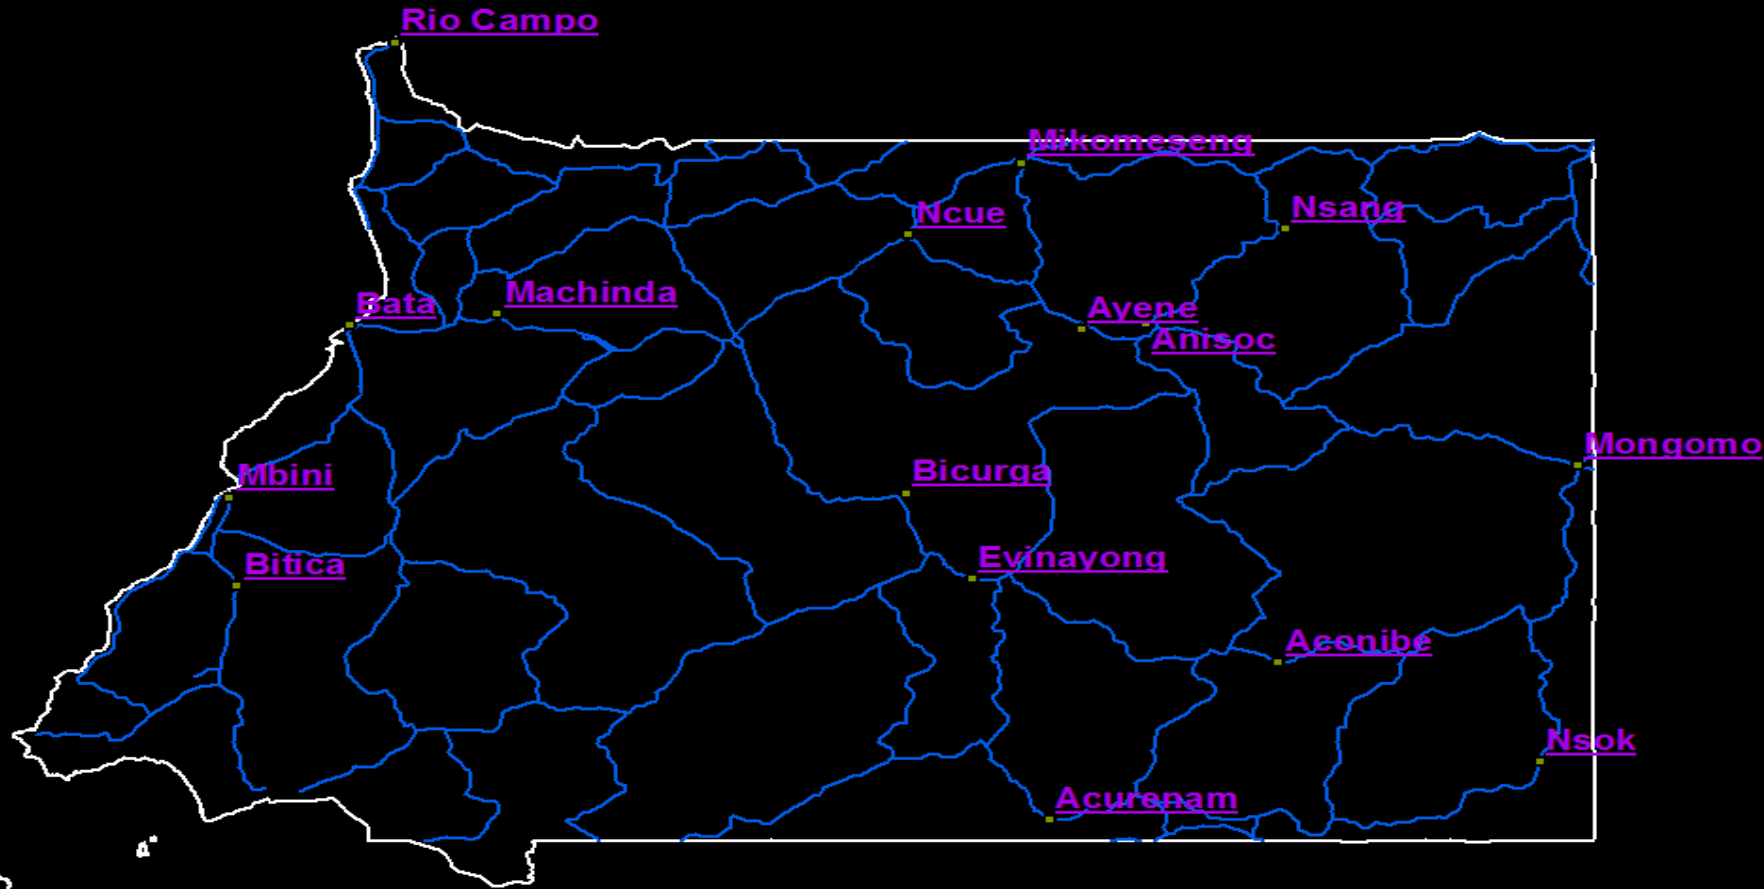 Rio Campo
Mikomeseng
Nsang
Ncue
Machinda
Bata
Ayene
Anisoc
Mongomo
Bicurga
Mbini
Evinayong
Bitica
Aconibe
Nsok
Acurenam